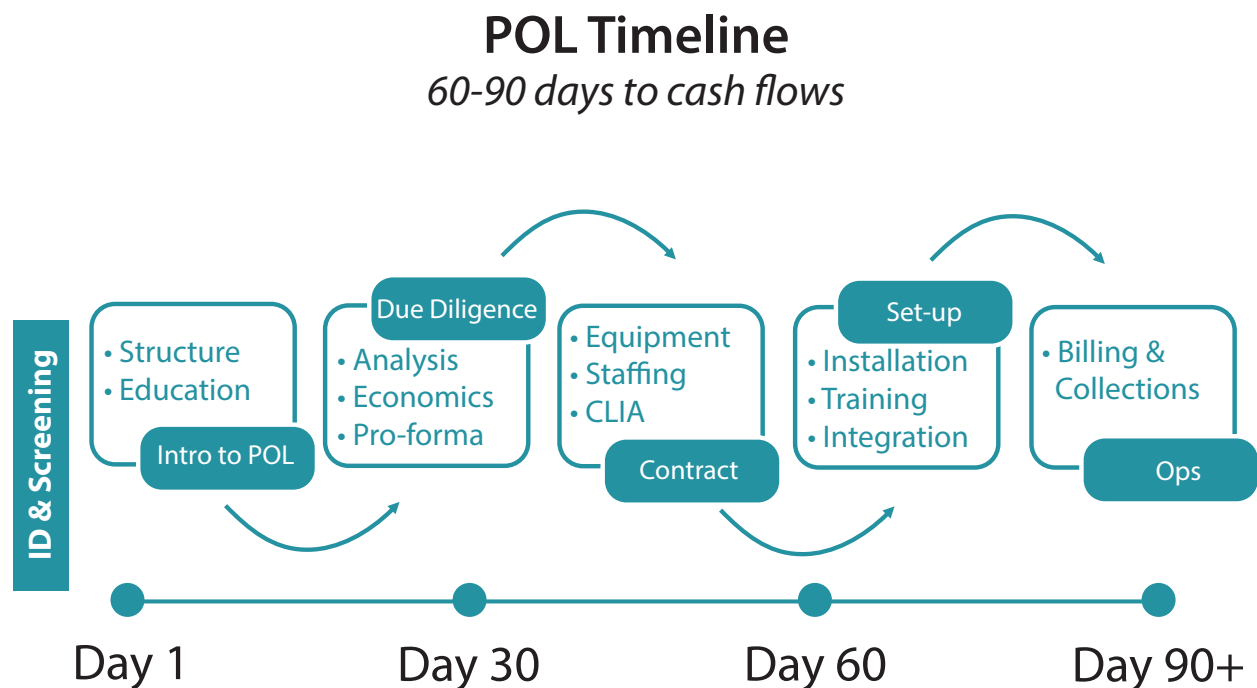 POL Timeline
60-90 days to cash flows
ID & Screening
• Structure
• Education
Intro to POL
Due Diligence
• Analysis
• Economics
• Pro-forma
• Equipment
• Staffing
• CLIA
Contract
Set-up
• Installation
• Training
• Integration
• Billing &
Collections
Ops
Day 1
Day 30
Day 60
Day 90+